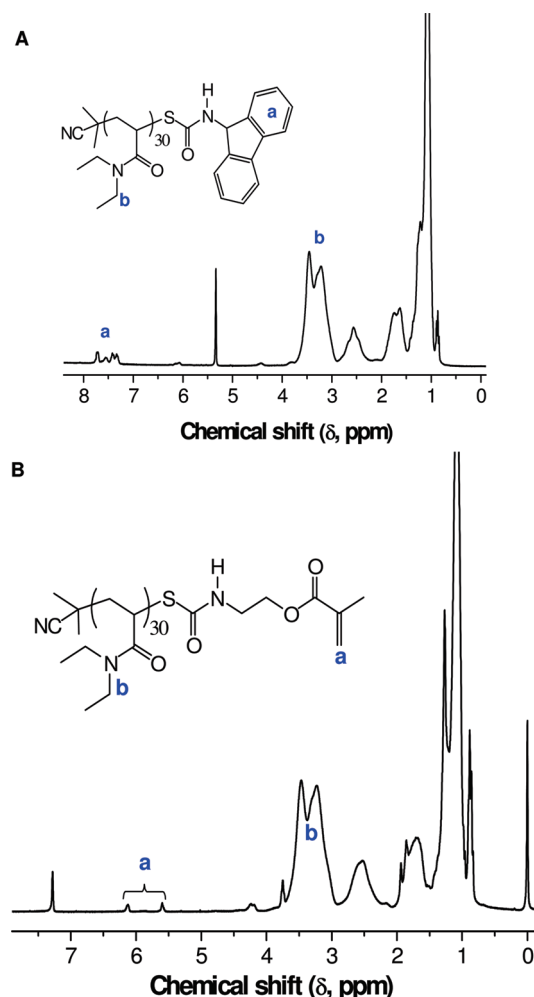 A
H
S
N
a
NC
30
O
N
O
b
b
a
8 7 6 5 4 3 2 1 0
Chemical shift (δ, ppm)
B
H
O
S
N
O
NC
30
O
N
O
a
b
a
b
7 6 5 4 3 2 1 0
Chemical shift (δ, ppm)